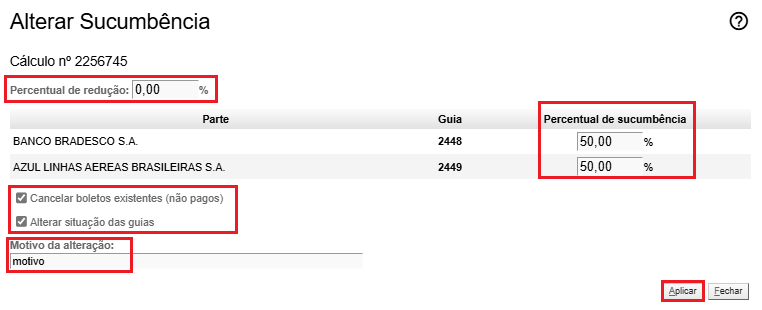 Alterar Sucumbência
?
Cálculo nº 2256745
Percentual de redução: 0,00 %
Parte Guia Percentual de sucumbência
BANCO BRADESCO S.A. 2448 50,00 %
AZUL LINHAS AEREAS BRASILEIRAS S.A. 2449 50,00 %
Cancelar boletos existentes (não pagos)
Alterar situação das guias
Motivo da alteração:
motivo
Aplicar Fechar